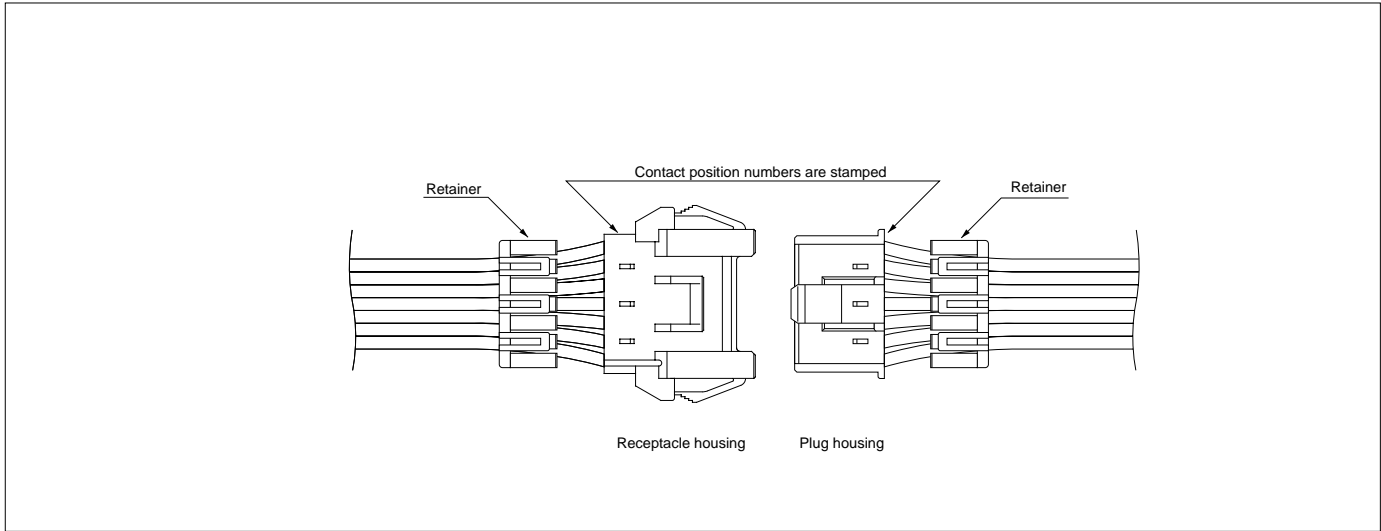 Contact position numbers are stamped
Retainer
Retainer
Receptacle housing
Plug housing